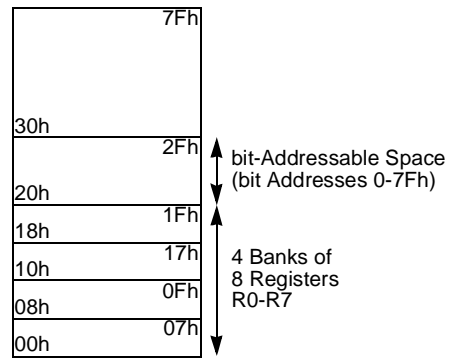 7Fh
30h
2Fh
bit-Addressable Space
(bit Addresses 0-7Fh)
20h
1Fh
18h
17h
4 Banks of
10h
8 Registers
0Fh
R0-R7
08h
07h
00h